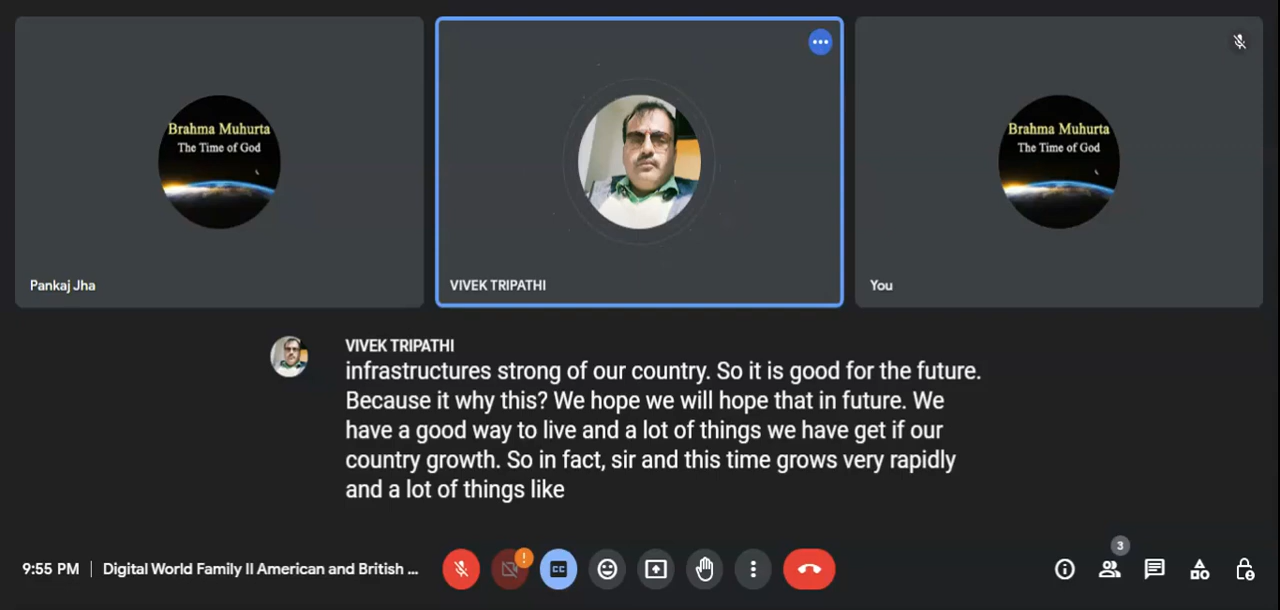 Brahma Muhurta
The Time of God
Pankaj Jha
VIVEK TRIPATHI
Brahma Muhurta
The Time of God
You
VIVEK TRIPATHI
infrastructures strong of our country. So it is good for the future.
Because it why this? We hope we will hope that in future. We
have a good way to live and a lot of things we have get if our
country growth. So in fact, sir and this time grows very rapidly
and a lot of things like
3
9:55 PM | Digital World Family II American and British ...
CC